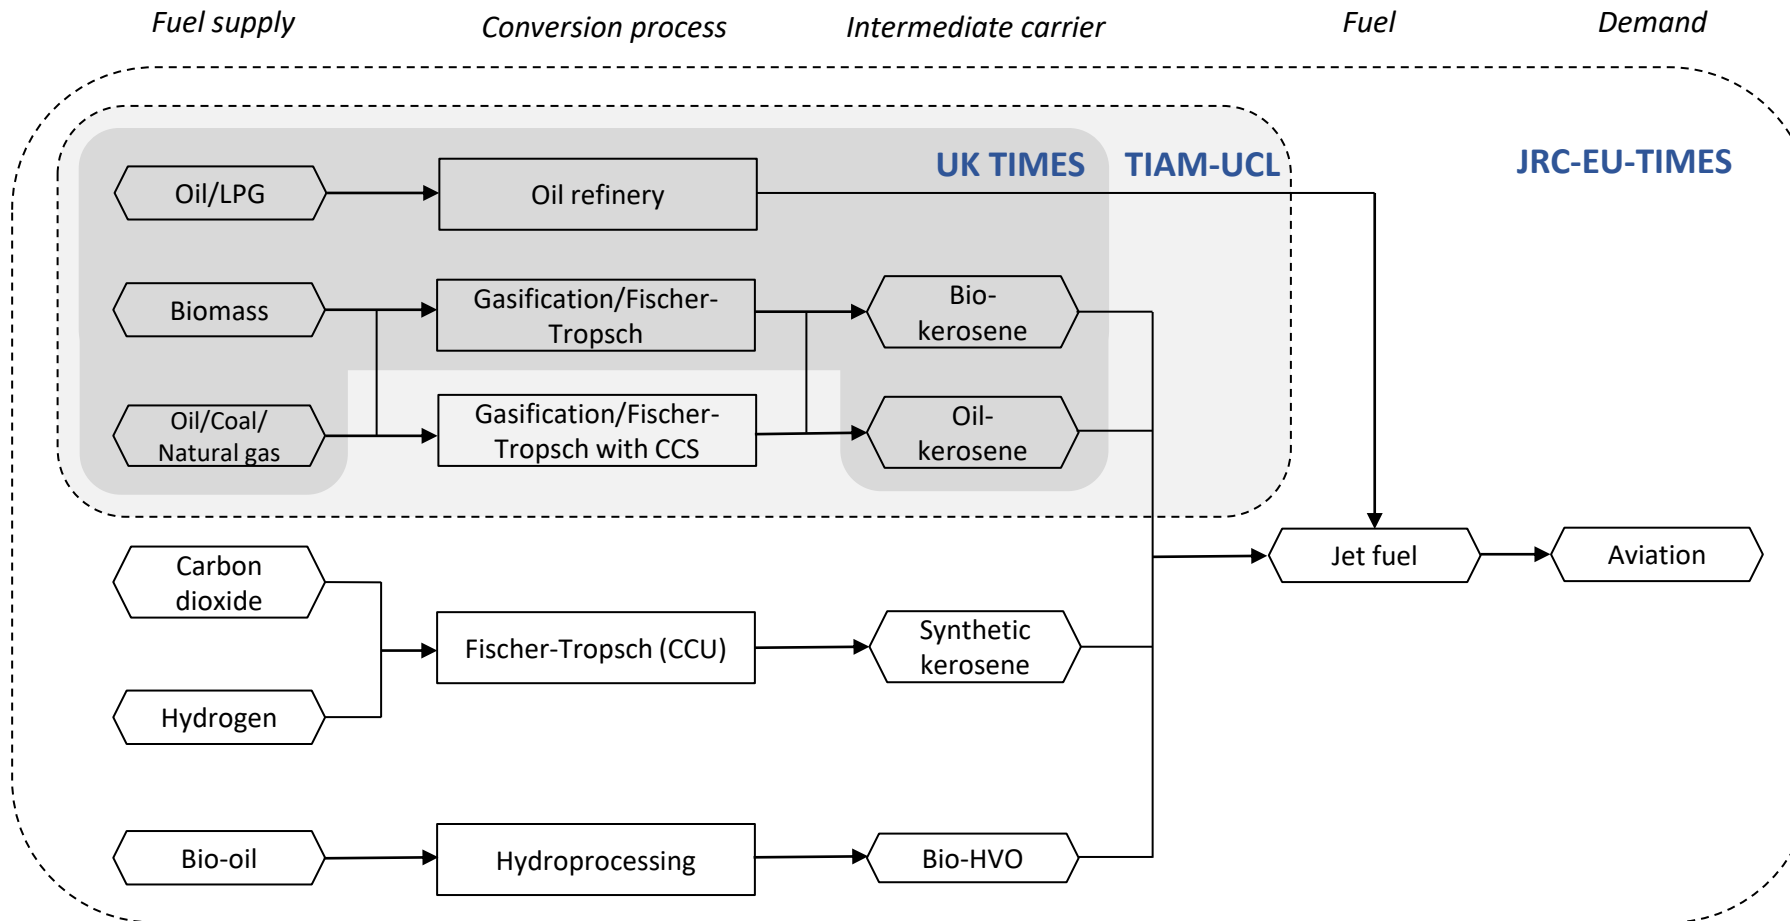 Fuel supply
Conversion process
Intermediate carrier
Fuel
Demand
UK TIMES
TIAM-UCL
JRC-EU-TIMES
Oil/LPG
Oil refinery
Biomass
Gasification/Fischer-
Tropsch
Bio-
kerosene
Oil/Coal/
Natural gas
Gasification/Fischer-
Tropsch with CCS
Oil-
kerosene
Carbon
dioxide
Jet fuel
Aviation
Fischer-Tropsch (CCU)
Synthetic
kerosene
Hydrogen
Bio-oil
Hydroprocessing
Bio-HVO